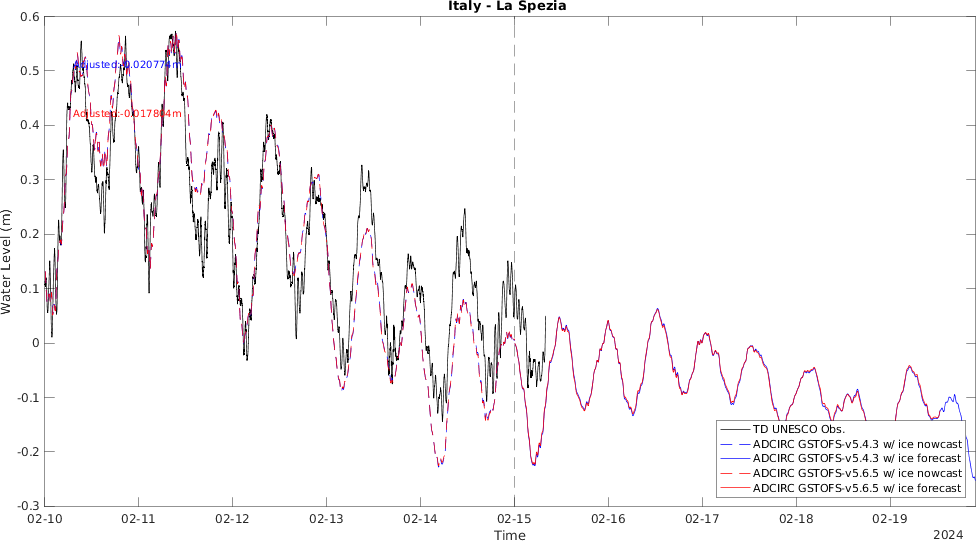 Italy - La Spezia
0.6
0.5
0.4
0.3
0.2
0.1
0
-0.1
-0.2
-0.3
Water Level (m)
Adjusted:-0.020774m
Adjusted:-0.017804m
TD UNESCO Obs.
ADCIRC GSTOFS-v5.4.3 w/ ice nowcast
ADCIRC GSTOFS-v5.4.3 w/ ice forecast
ADCIRC GSTOFS-v5.6.5 w/ ice nowcast
ADCIRC GSTOFS-v5.6.5 w/ ice forecast
02-10 02-11 02-12 02-13 02-14 02-15 02-16 02-17 02-18 02-19
Time
2024